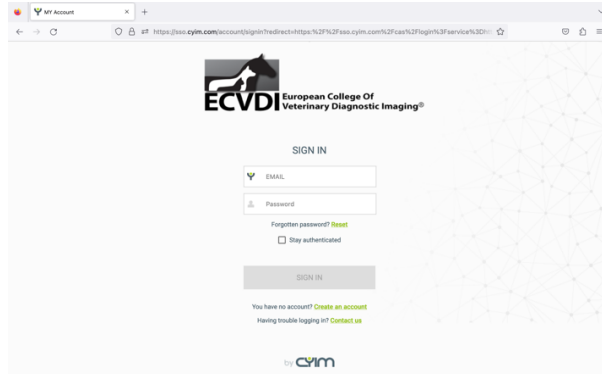 MY Account
https://sso.cyim.com/account/signin?redirect=https:%2F%2Fsso.cyim.com%2Fcas%2Flogin%3Fservice%3Dht
ECVDI European College Of
Veterinary Diagnostic Imaging®
SIGN IN
EMAIL
Password
Forgotten password? Reset
Stay authenticated
SIGN IN
You have no account? Create an account
Having trouble logging in? Contact us
by CYIM